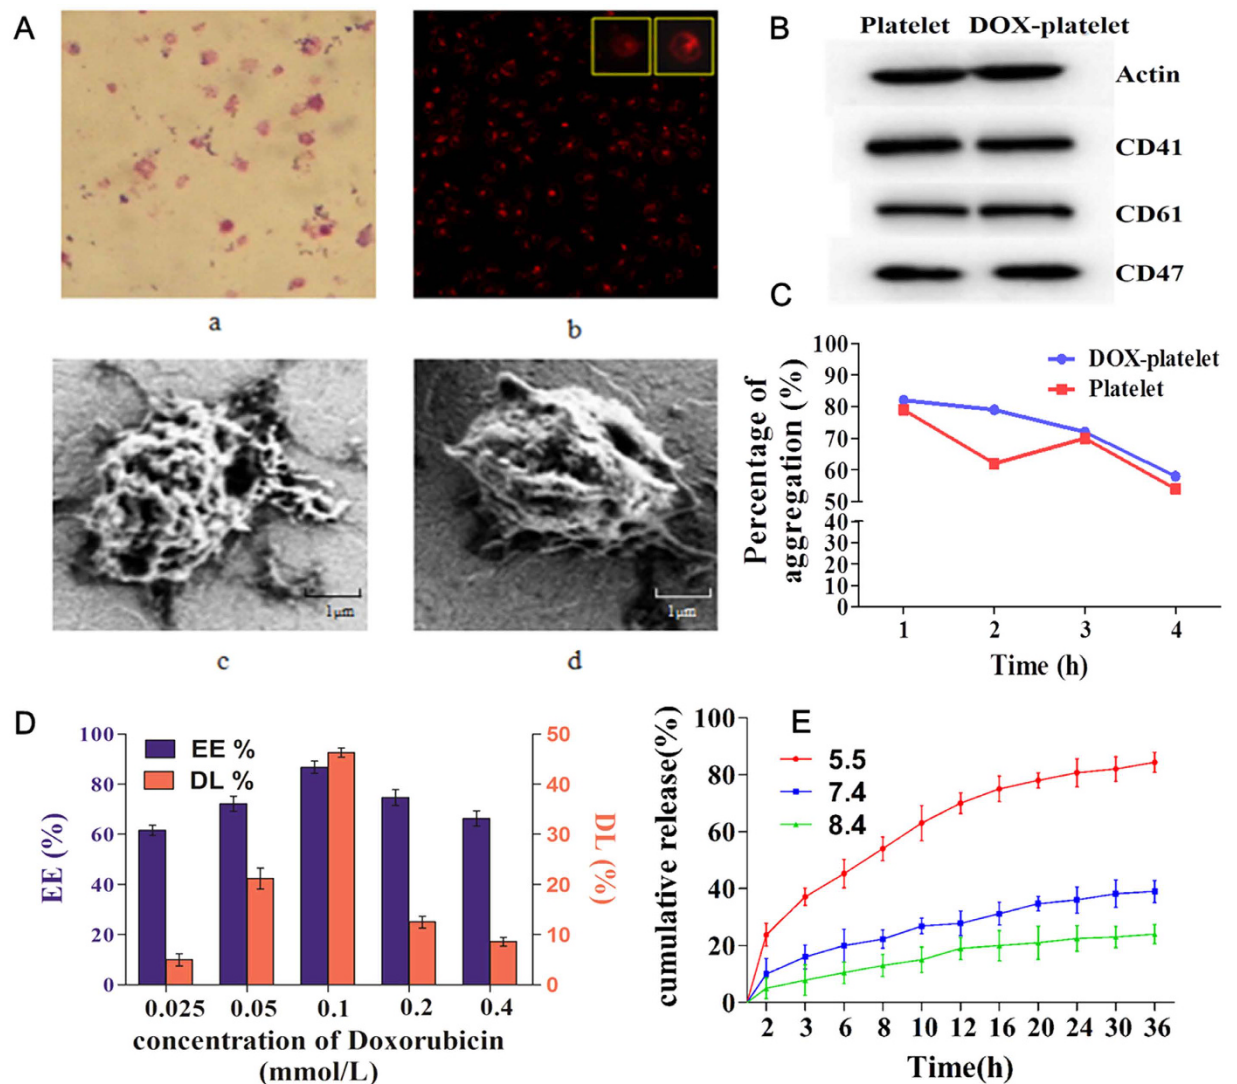 A
a
b
1μm
c
1μm
d
B
Platelet DOX-platelet
Actin
CD41
CD61
CD47
C
Percentage of
aggregation (%)
100
90
80
70
60
50
40
30
20
10
0
DOX-platelet
Platelet
1 2 3 4
Time (h)
D
EE (%)
100
80
60
40
20
0
EE %
DL %
50
40
30
20
10
0
DL (%)
0.025 0.05 0.1 0.2 0.4
concentration of Doxorubicin
(mmol/L)
E
cumulative release(%)
100
80
60
40
20
0
5.5
7.4
8.4
2 3 6 8 10 12 16 20 24 30 36
Time(h)